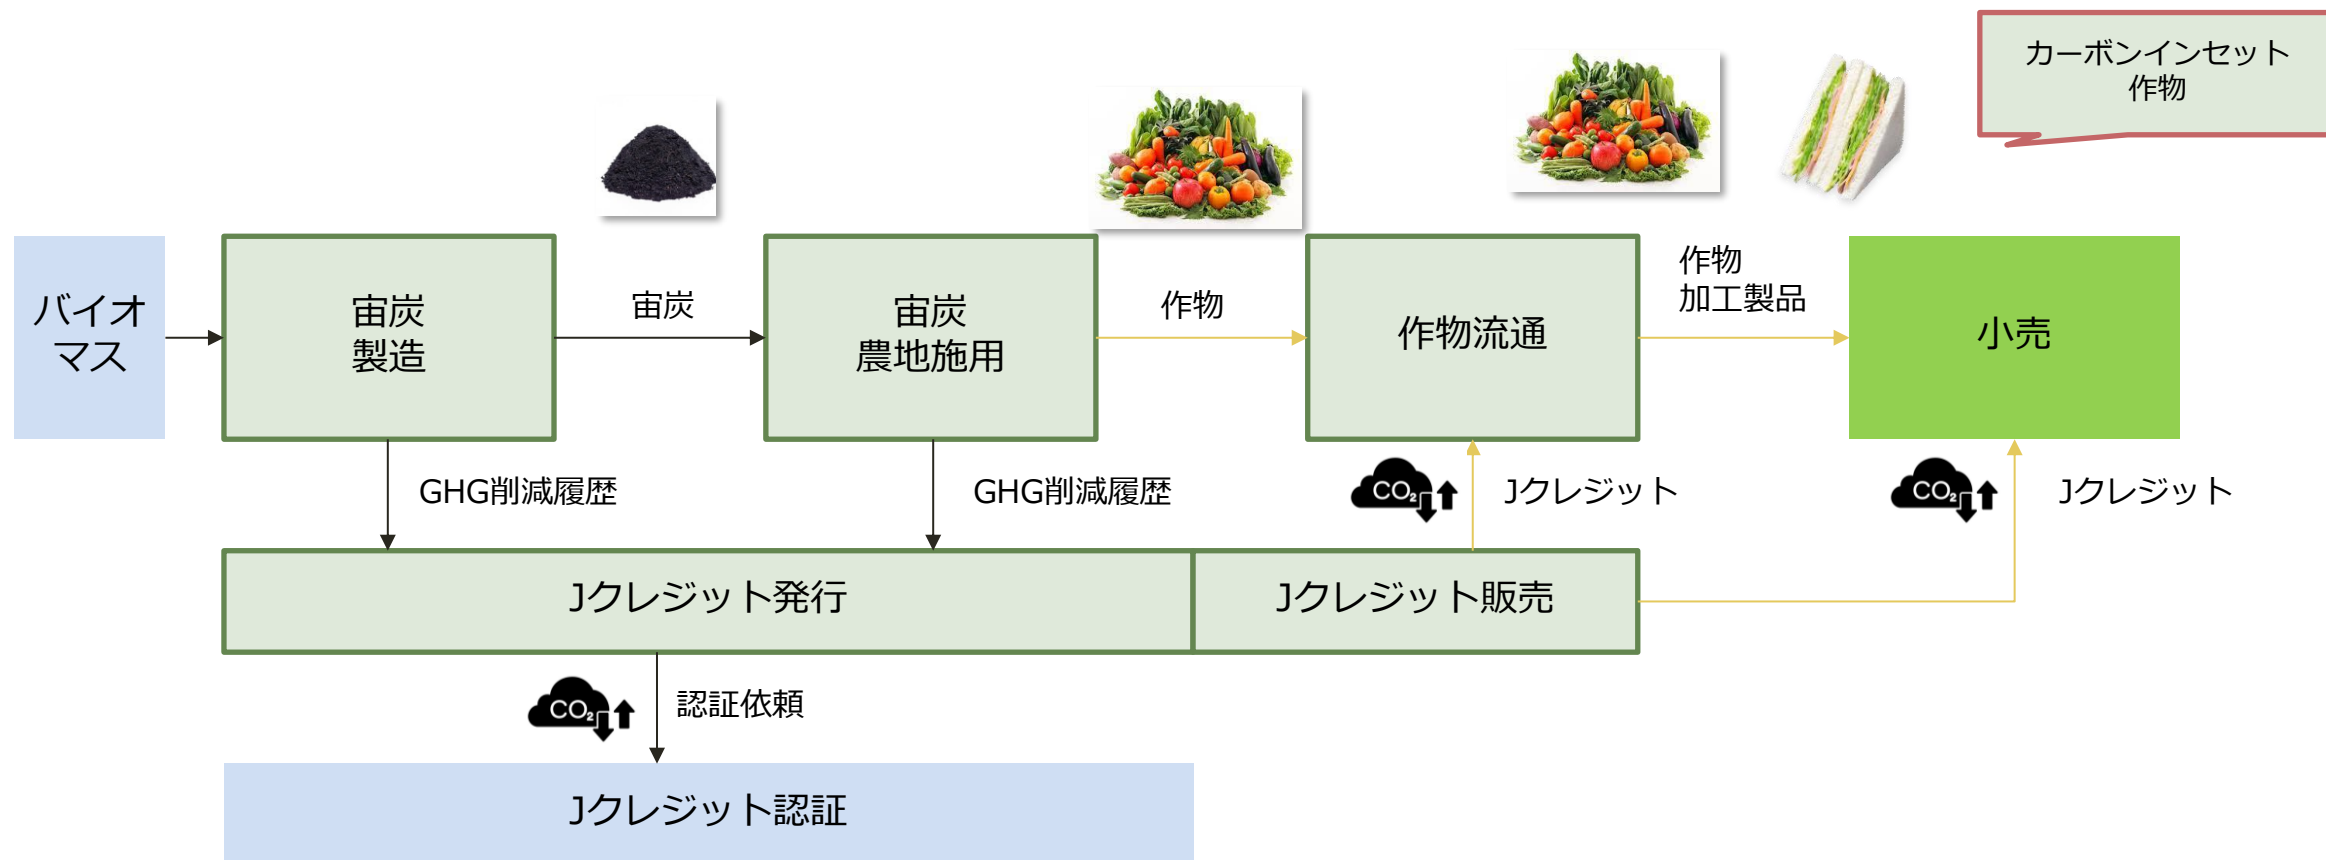 カーボンインセット
作物
バイオ
マス
宙炭
製造
宙炭
宙炭
農地施用
作物
作物流通
作物
加工製品
小売
GHG削減履歴
GHG削減履歴
CO₂
Jクレジット
CO₂
Jクレジット
Jクレジット発行
Jクレジット販売
CO₂
認証依頼
Jクレジット認証